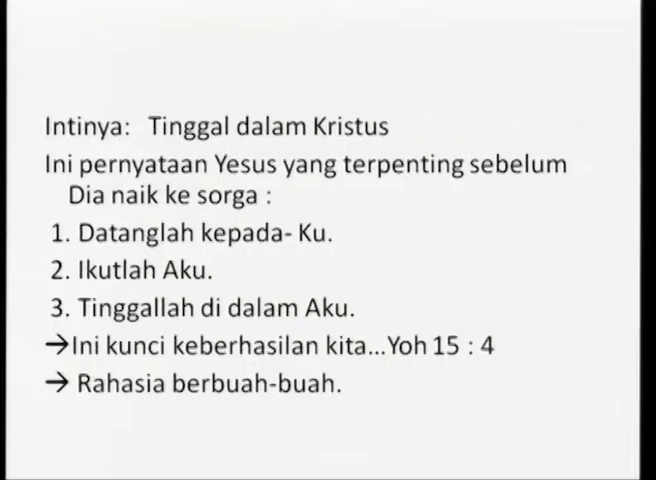 Intinya: Tinggal dalam Kristus
Ini pernyataan Yesus yang terpenting sebelum
Dia naik ke sorga :
1. Datanglah kepada- Ku.
2. Ikutlah Aku.
3. Tinggallah di dalam Aku.
→Ini kunci keberhasilan kita...Yoh 15 : 4
→ Rahasia berbuah-buah.